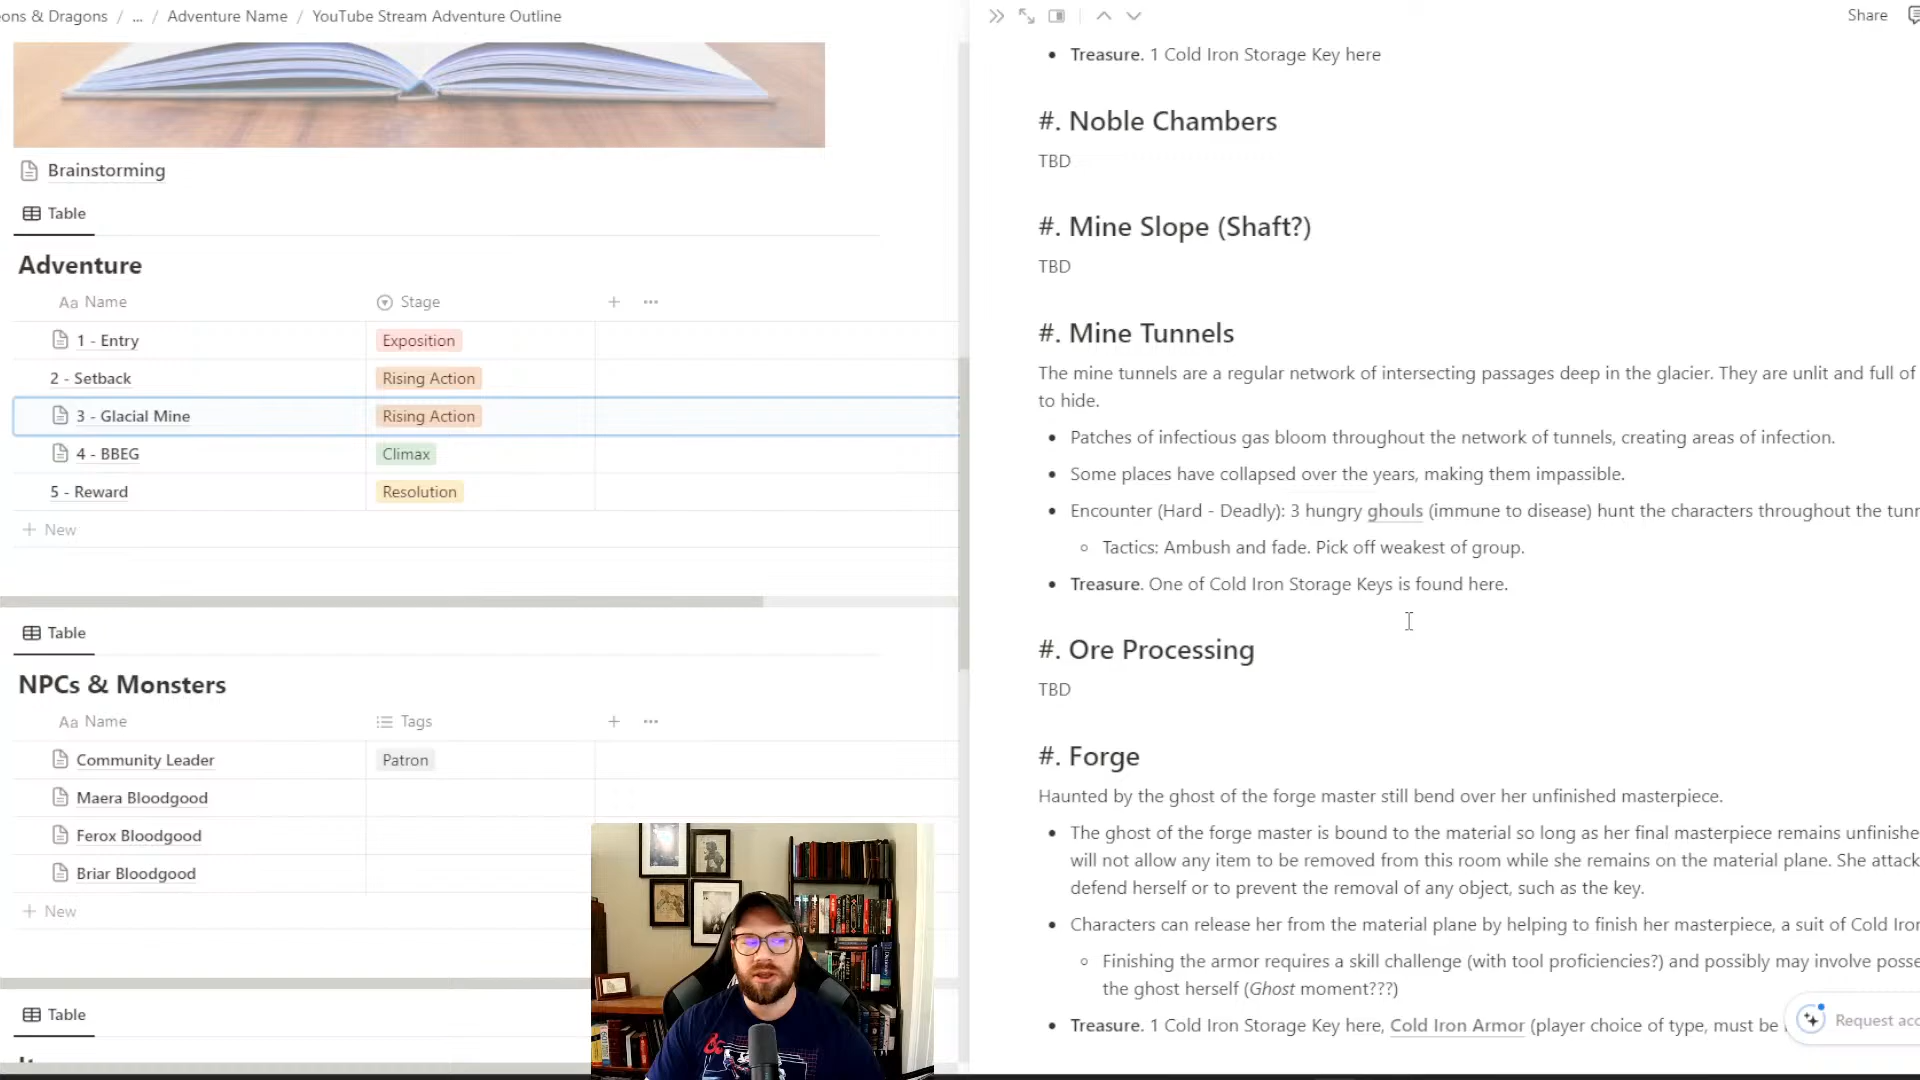 ons & Dragons / ... / Adventure Name / YouTube Stream Adventure Outline
Brainstorming
Table
Adventure
Aa Name Stage + ...
1 - Entry Exposition
2 - Setback Rising Action
3 - Glacial Mine Rising Action
4 - BBEG Climax
5 - Reward Resolution
+ New
Table
NPCs & Monsters
Aa Name Tags + ...
Community Leader Patron
Maera Bloodgood
Ferox Bloodgood
Briar Bloodgood
+ New
Table
Share
• Treasure. 1 Cold Iron Storage Key here
#. Noble Chambers
TBD
#. Mine Slope (Shaft?)
TBD
#. Mine Tunnels
The mine tunnels are a regular network of intersecting passages deep in the glacier. They are unlit and full of
to hide.
• Patches of infectious gas bloom throughout the network of tunnels, creating areas of infection.
• Some places have collapsed over the years, making them impassible.
• Encounter (Hard - Deadly): 3 hungry ghouls (immune to disease) hunt the characters throughout the tunn
◦ Tactics: Ambush and fade. Pick off weakest of group.
• Treasure. One of Cold Iron Storage Keys is found here.
#. Ore Processing
TBD
#. Forge
Haunted by the ghost of the forge master still bend over her unfinished masterpiece.
• The ghost of the forge master is bound to the material so long as her final masterpiece remains unfinishe
will not allow any item to be removed from this room while she remains on the material plane. She attack
defend herself or to prevent the removal of any object, such as the key.
• Characters can release her from the material plane by helping to finish her masterpiece, a suit of Cold Iron
◦ Finishing the armor requires a skill challenge (with tool proficiencies?) and possibly may involve posse
the ghost herself (Ghost moment???)
• Treasure. 1 Cold Iron Storage Key here, Cold Iron Armor (player choice of type, must be
Request acc